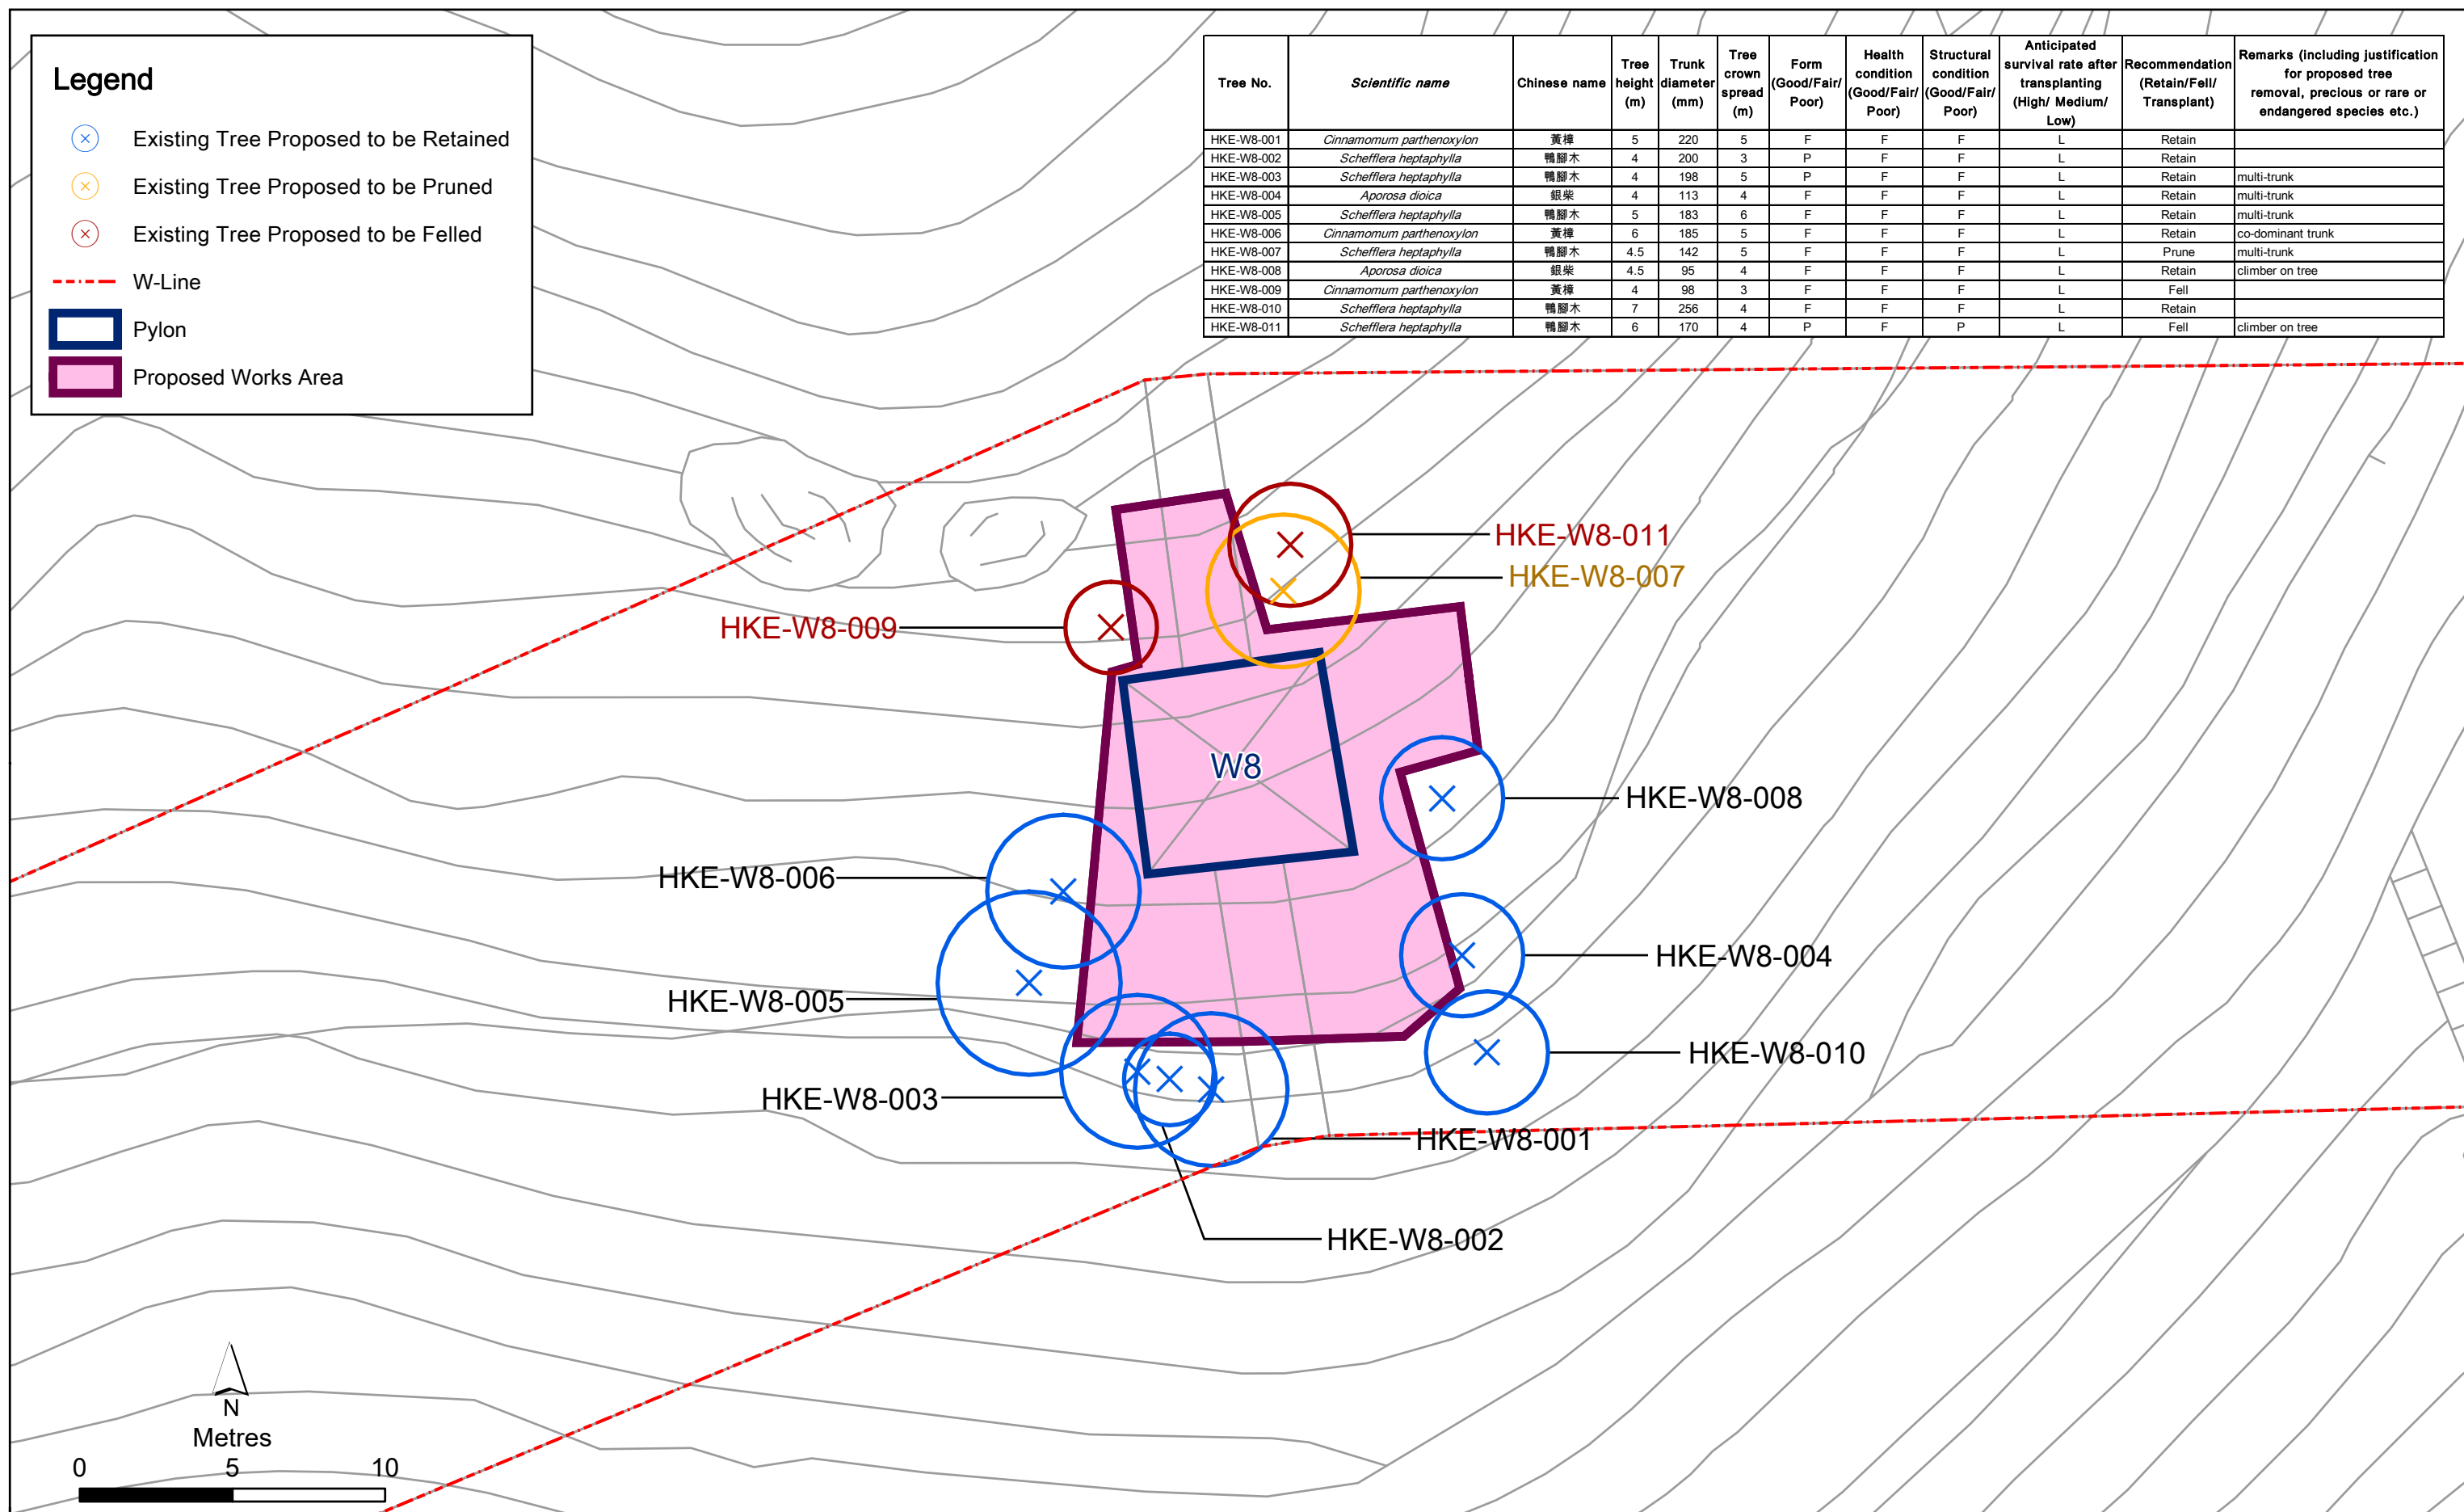 Legend
Existing Tree Proposed to be Retained
Existing Tree Proposed to be Pruned
Existing Tree Proposed to be Felled
W-Line
Pylon
Proposed Works Area
Tree No. Scientific name Chinese name Tree height (m) Trunk diameter (mm) Tree crown spread (m) Form (Good/Fair/ Poor) Health condition (Good/Fair/ Poor) Structural condition (Good/Fair/ Poor) Anticipated survival rate after transplanting (High/ Medium/ Low) Recommendation (Retain/Fell/ Transplant) Remarks (including justification for proposed tree removal, precious or rare or endangered species etc.)
HKE-W8-001 Cinnamomum parthenoxylon 黃樟 5 220 5 F F F L Retain
HKE-W8-002 Schefflera heptaphylla 鴨腳木 4 200 3 P F F L Retain
HKE-W8-003 Schefflera heptaphylla 鴨腳木 4 198 5 P F F L Retain multi-trunk
HKE-W8-004 Aporosa dioica 銀柴 4 113 4 F F F L Retain multi-trunk
HKE-W8-005 Schefflera heptaphylla 鴨腳木 5 183 6 F F F L Retain multi-trunk
HKE-W8-006 Cinnamomum parthenoxylon 黃樟 6 185 5 F F F L Retain co-dominant trunk
HKE-W8-007 Schefflera heptaphylla 鴨腳木 4.5 142 5 F F F L Prune multi-trunk
HKE-W8-008 Aporosa dioica 銀柴 4.5 95 4 F F F L Retain climber on tree
HKE-W8-009 Cinnamomum parthenoxylon 黃樟 4 98 3 F F F L Fell
HKE-W8-010 Schefflera heptaphylla 鴨腳木 7 256 4 F F F L Retain
HKE-W8-011 Schefflera heptaphylla 鴨腳木 6 170 4 P F P L Fell climber on tree
HKE-W8-011
HKE-W8-007
HKE-W8-009
W8
HKE-W8-008
HKE-W8-006
HKE-W8-004
HKE-W8-005
HKE-W8-010
HKE-W8-003
HKE-W8-001
HKE-W8-002
N
Metres
0 5 10